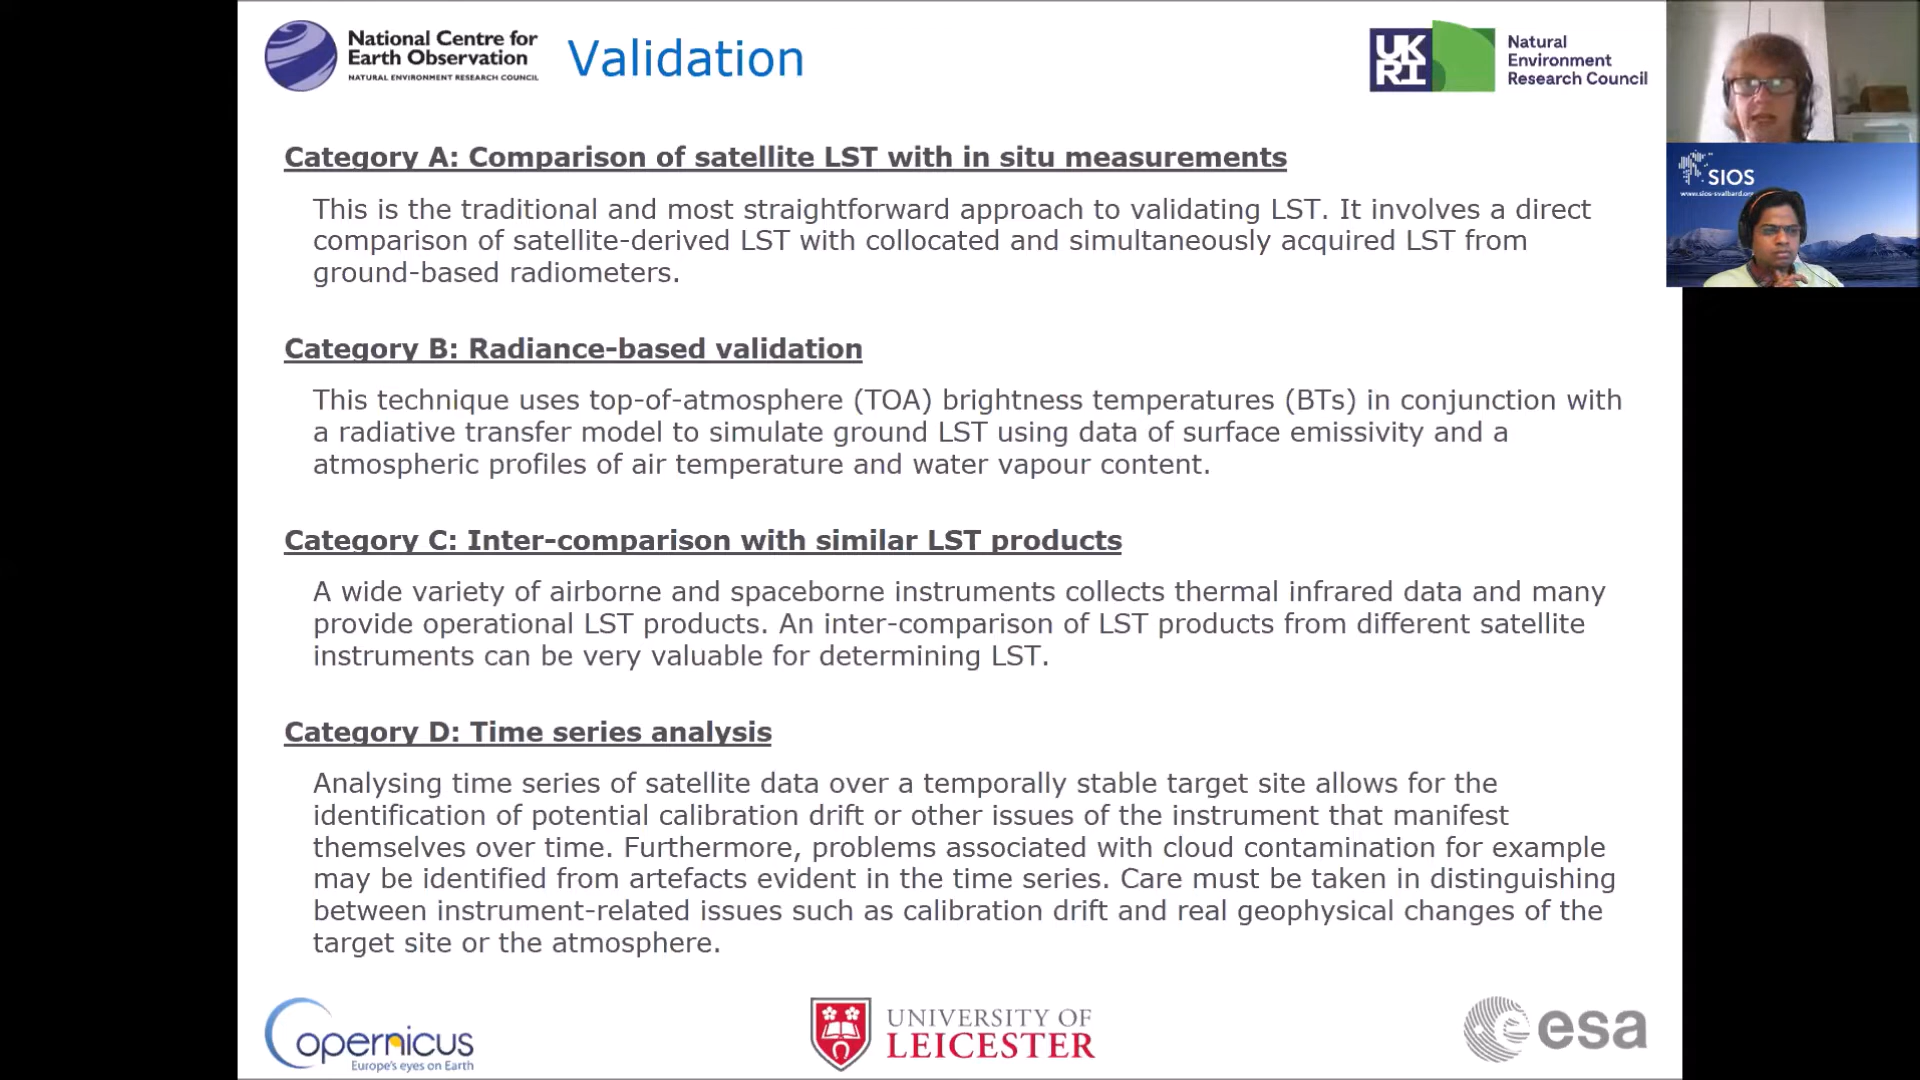 National Centre for
Earth Observation
NATURAL ENVIRONMENT RESEARCH COUNCIL
Validation
UK
RI
Natural
Environment
Research Council
SIOS
Category A: Comparison of satellite LST with in situ measurements
This is the traditional and most straightforward approach to validating LST. It involves a direct
comparison of satellite-derived LST with collocated and simultaneously acquired LST from
ground-based radiometers.
Category B: Radiance-based validation
This technique uses top-of-atmosphere (TOA) brightness temperatures (BTs) in conjunction with
a radiative transfer model to simulate ground LST using data of surface emissivity and a
atmospheric profiles of air temperature and water vapour content.
Category C: Inter-comparison with similar LST products
A wide variety of airborne and spaceborne instruments collects thermal infrared data and many
provide operational LST products. An inter-comparison of LST products from different satellite
instruments can be very valuable for determining LST.
Category D: Time series analysis
Analysing time series of satellite data over a temporally stable target site allows for the
identification of potential calibration drift or other issues of the instrument that manifest
themselves over time. Furthermore, problems associated with cloud contamination for example
may be identified from artefacts evident in the time series. Care must be taken in distinguishing
between instrument-related issues such as calibration drift and real geophysical changes of the
target site or the atmosphere.
Copernicus
Europe's eyes on Earth
UNIVERSITY OF
LEICESTER
esa